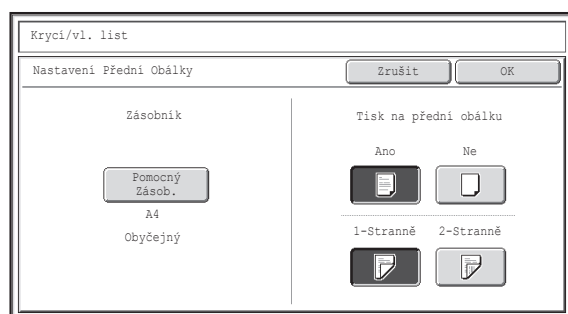 Krycí/vl. list
Nastavení Přední Obálky
Zrušit
OK
Zásobník
Pomocný
Zásob.
A4
Obyčejný
Tisk na přední obálku
Ano
Ne
1-Stranně
2-Stranně